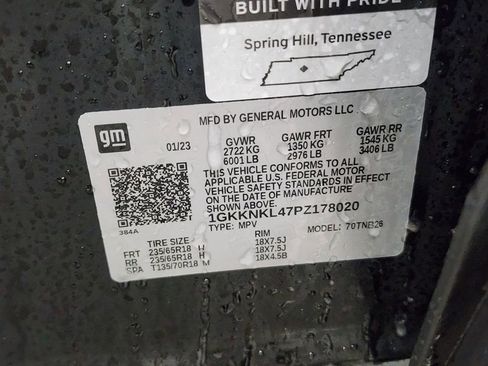 BUILT WITH PRIDE
Spring Hill, Tennessee
gm
MFD BY GENERAL MOTORS LLC
01/23
GVWR GAWR FRT GAWR RR
2722 KG 1350 KG 1545 KG
6001 LB 2976 LB 3406 LB
THIS VEHICLE CONFORMS TO ALL
APPLICABLE U.S. FEDERAL MOTOR
VEHICLE SAFETY STANDARDS IN EFFECT
ON THE DATE OF MANUFACTURE
SHOWN ABOVE.
1GKKNKL47PZ178020
TYPE: MPV MODEL: 70TNB26
384A
TIRE SIZE RIM
FRT 235/65R18 H 18X7.5J
RR 235/65R18 H 18X7.5J
SPA T135/70R18 M 18X4.5B